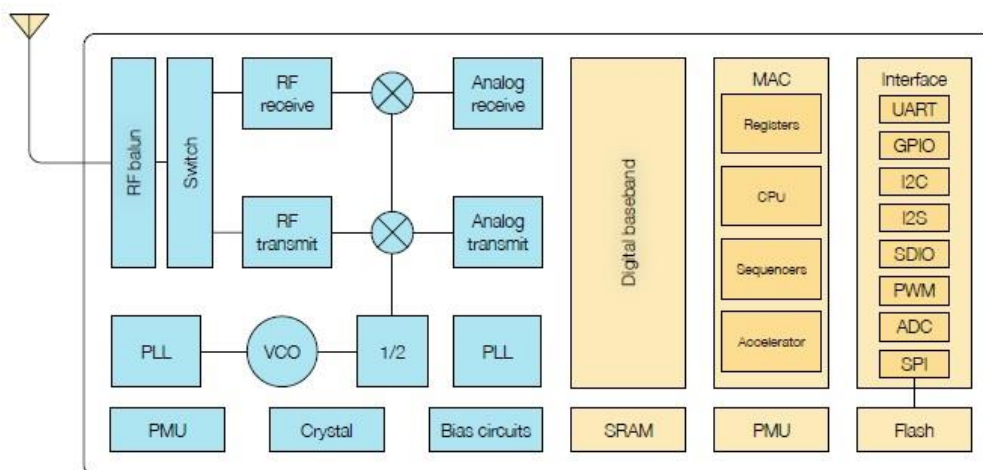 RF balun
Switch
RF
receive
Analog
receive
RF
transmit
Analog
transmit
PLL
VCO
1/2
PLL
PMU
Crystal
Bias circuits
Digital baseband
SRAM
MAC
Registers
CPU
Sequencers
Accelerator
PMU
Interface
UART
GPIO
I2C
I2S
SDIO
PWM
ADC
SPI
Flash